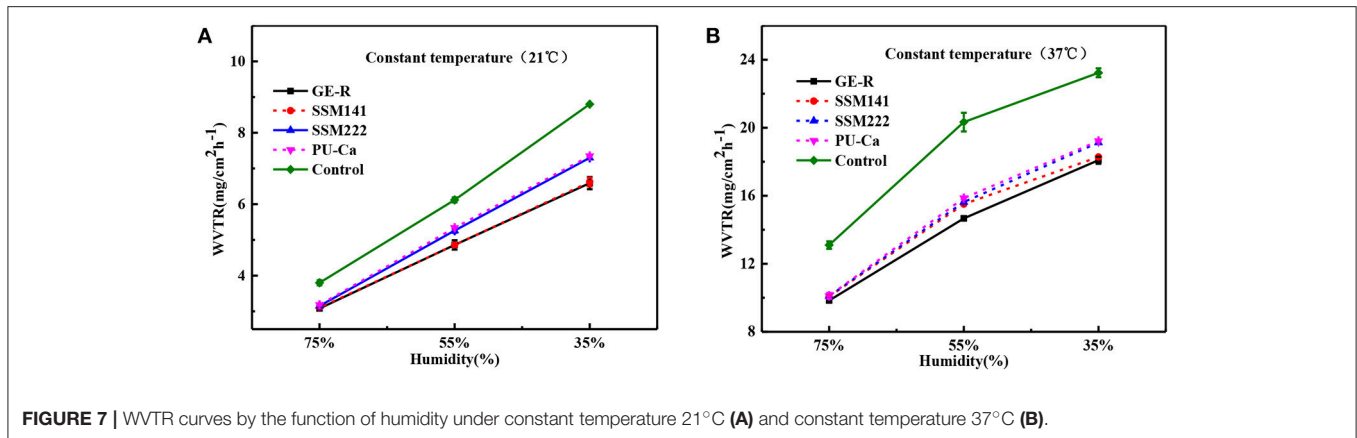 A
Constant temperature（21℃）
GE-R
SSM141
SSM222
PU-Ca
Control
10
8
6
4
WVTR(mg/cm²h⁻¹)
75%
55%
35%
Humidity(%)
B
Constant temperature（37℃）
GE-R
SSM141
SSM222
PU-Ca
Control
24
20
16
12
8
WVTR(mg/cm²h⁻¹)
75%
55%
35%
Humidity(%)
FIGURE 7 | WVTR curves by the function of humidity under constant temperature 21°C (A) and constant temperature 37°C (B).